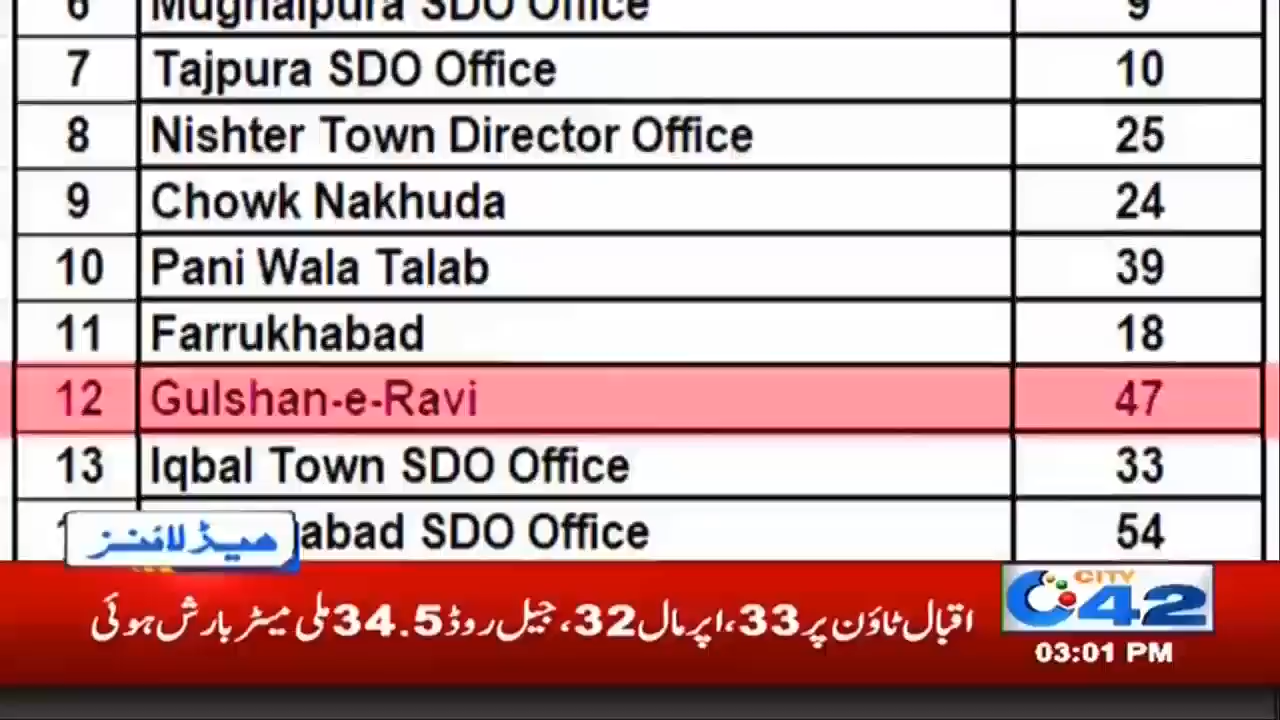 6 Mughalpura SDO Office 9
7 Tajpura SDO Office 10
8 Nishter Town Director Office 25
9 Chowk Nakhuda 24
10 Pani Wala Talab 39
11 Farrukhabad 18
12 Gulshan-e-Ravi 47
13 Iqbal Town SDO Office 33
abad SDO Office 54
ھیڈلائنز
اقبال ٹاؤن پر 33، اپر مال 32، جیل روڈ 34.5 ملی میٹر بارش ہوئی
CITY
42
03:01 PM